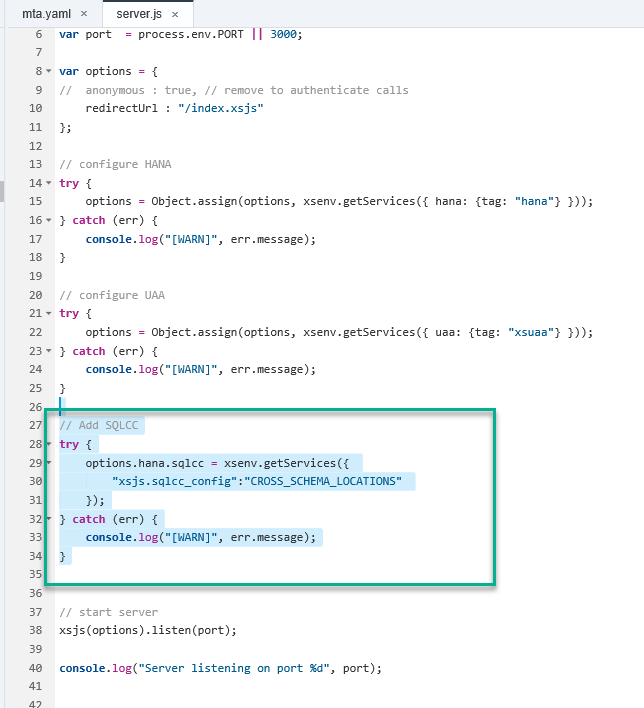 mta.yaml × server.js ×
6 var port  = process.env.PORT || 3000;
7
8 var options = {
9 //  anonymous : true, // remove to authenticate calls
10     redirectUrl : "/index.xsjs"
11 };
12
13 // configure HANA
14 try {
15     options = Object.assign(options, xsenv.getServices({ hana: {tag: "hana"} }));
16 } catch (err) {
17     console.log("[WARN]", err.message);
18 }
19
20 // configure UAA
21 try {
22     options = Object.assign(options, xsenv.getServices({ uaa: {tag: "xsuaa"} }));
23 } catch (err) {
24     console.log("[WARN]", err.message);
25 }
26
27 // Add SQLCC
28 try {
29     options.hana.sqlcc = xsenv.getServices({
30         "xsjs.sqlcc_config":"CROSS_SCHEMA_LOCATIONS"
31     });
32 } catch (err) {
33     console.log("[WARN]", err.message);
34 }
35
36
37 // start server
38 xsjs(options).listen(port);
39
40 console.log("Server listening on port %d", port);
41
42